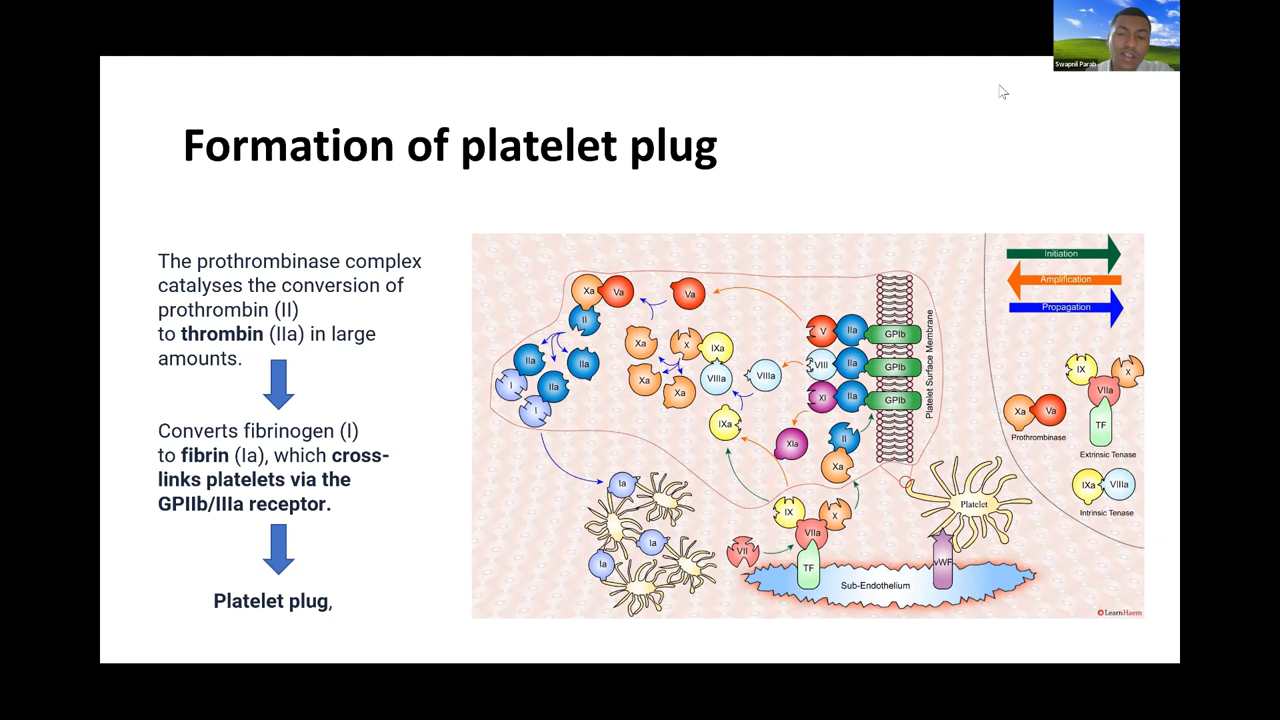 Swapnil Parab
Formation of platelet plug
The prothrombinase complex
catalyses the conversion of
prothrombin (II)
to thrombin (IIa) in large
amounts.
Converts fibrinogen (I)
to fibrin (Ia), which cross-
links platelets via the
GPIIb/IIIa receptor.
Platelet plug,
Initiation
Amplification
Propagation
Xa
Va
Va
II
IIa
IIa
IIa
I
I
Xa
X
IXa
Xa
Xa
VIIIa
VIIIa
V
IIa
GPIb
VIII
IIa
GPIb
XI
IIa
GPIb
Platelet Surface Membrane
IXa
XIa
II
Xa
Ia
Ia
Ia
IX
X
VIIa
VII
TF
Sub-Endothelium
vWF
Platelet
IX
X
VIIa
TF
Extrinsic Tenase
Xa
Va
Prothrombinase
IXa
VIIIa
Intrinsic Tenase
LearnHaem